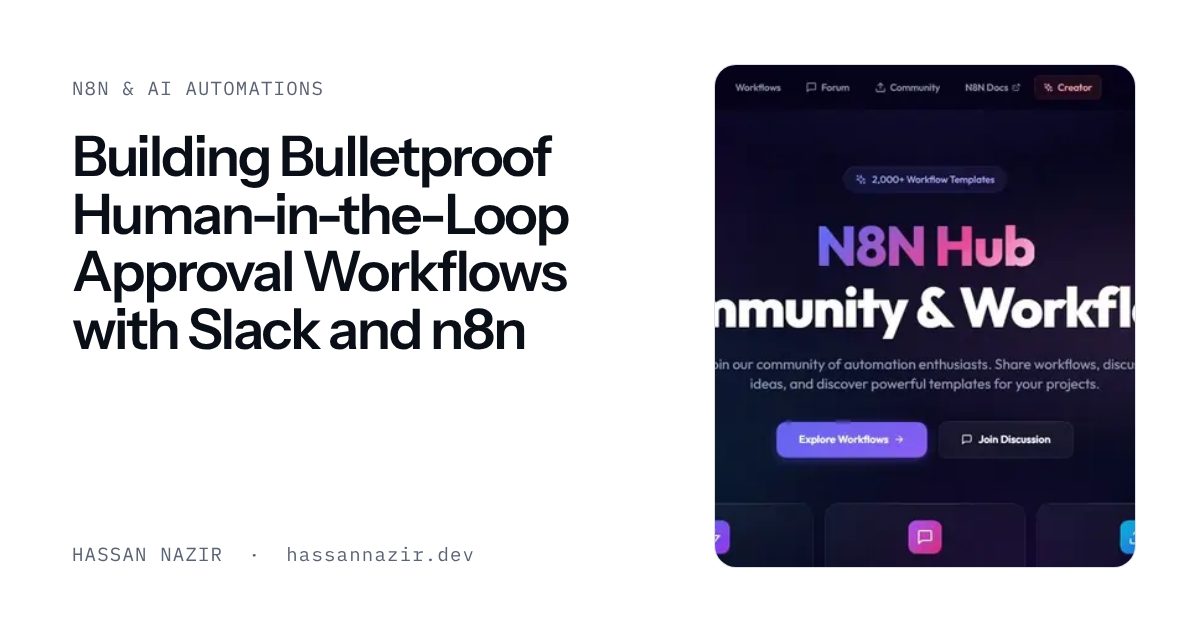 N8N & AI AUTOMATIONS
Building Bulletproof
Human-in-the-Loop
Approval Workflows
with Slack and n8n
HASSAN NAZIR · hassannazir.dev
Workflows Forum Community N8N Docs Creator
2,000+ Workflow Templates
N8N Hub
mmunity & Workfl
oin our community of automation enthusiasts. Share workflows, discu
ideas, and discover powerful templates for your projects.
Explore Workflows → Join Discussion